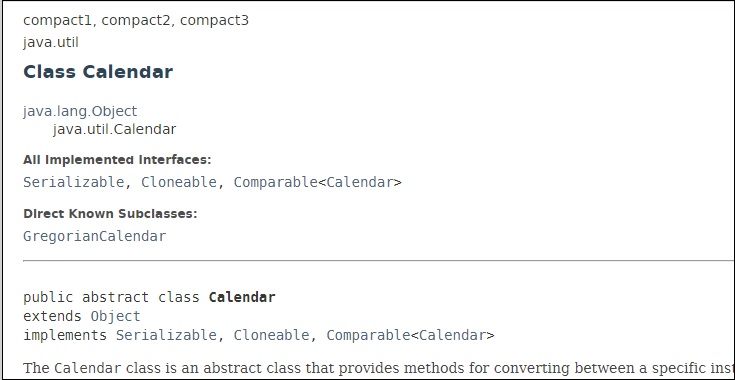 compact1, compact2, compact3
java.util
Class Calendar
java.lang.Object
java.util.Calendar
All Implemented Interfaces:
Serializable, Cloneable, Comparable<Calendar>
Direct Known Subclasses:
GregorianCalendar
public abstract class Calendar
extends Object
implements Serializable, Cloneable, Comparable<Calendar>
The Calendar class is an abstract class that provides methods for converting between a specific